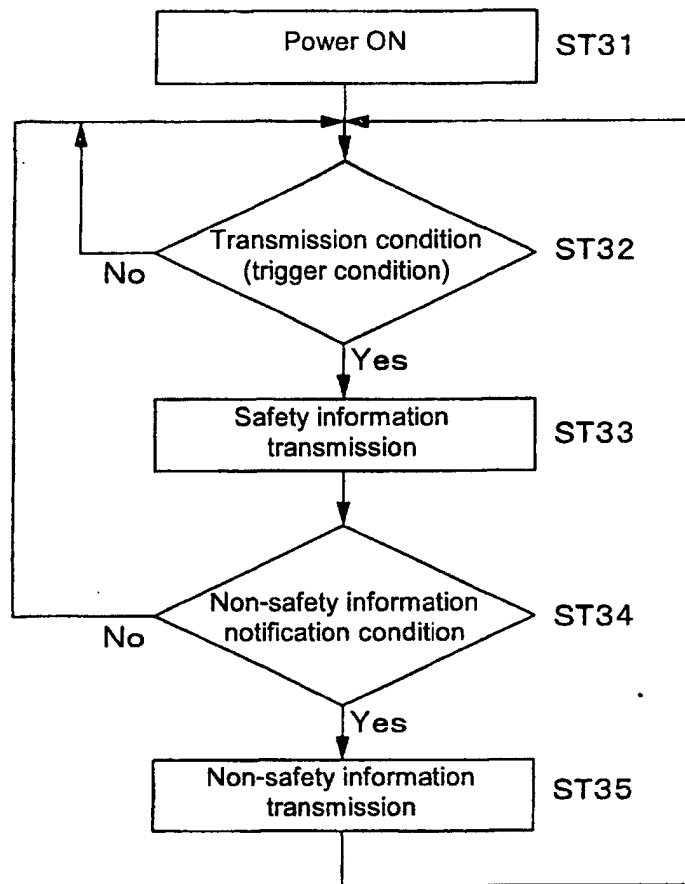 Power ON
ST31
Transmission condition
(trigger condition)
ST32
No
Yes
Safety information
transmission
ST33
Non-safety information
notification condition
ST34
No
Yes
Non-safety information
transmission
ST35